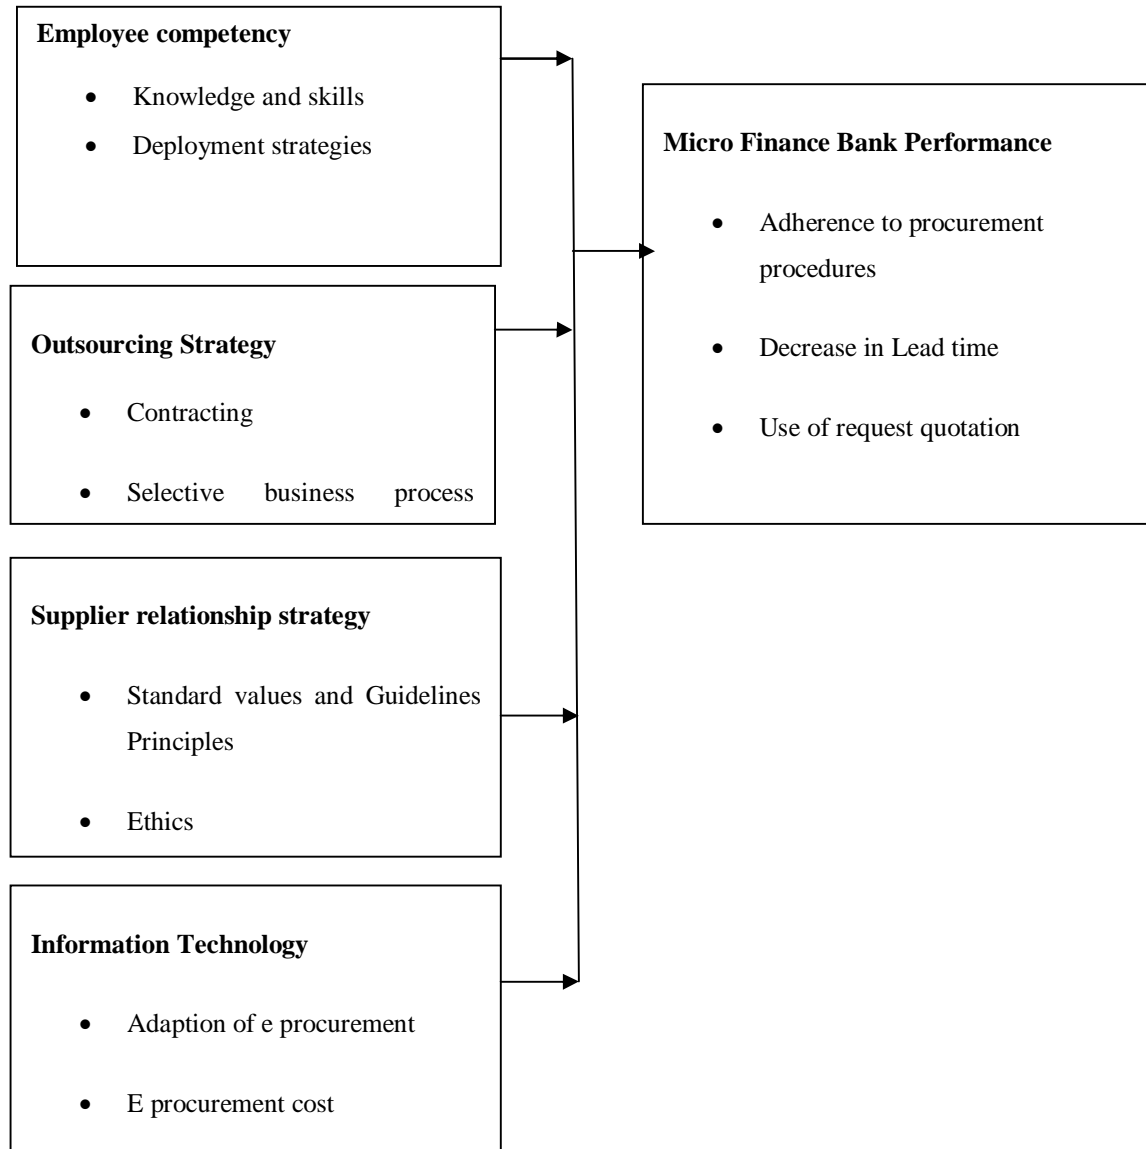 Employee competency
• Knowledge and skills
• Deployment strategies
Outsourcing Strategy
• Contracting
• Selective business process
Supplier relationship strategy
• Standard values and Guidelines
Principles
• Ethics
Information Technology
• Adaption of e procurement
• E procurement cost
Micro Finance Bank Performance
• Adherence to procurement
procedures
• Decrease in Lead time
• Use of request quotation